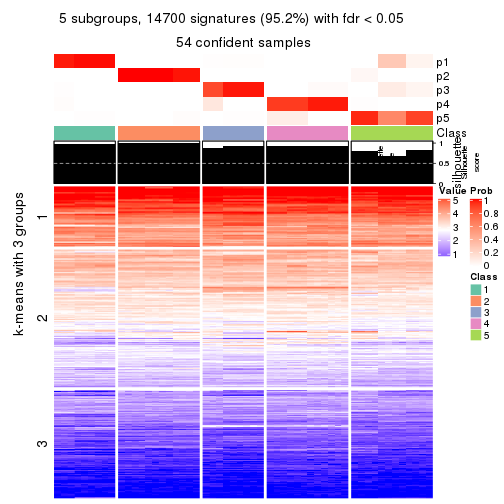 5 subgroups, 14700 signatures (95.2%) with fdr < 0.05
54 confident samples
p1
p2
p3
p4
p5
Class
1
0.5
0
silhouette
Silhouette
score
k-means with 3 groups
1
2
3
Value
5
4
3
2
1
Prob
1
0.8
0.6
0.4
0.2
0
Class
1
2
3
4
5